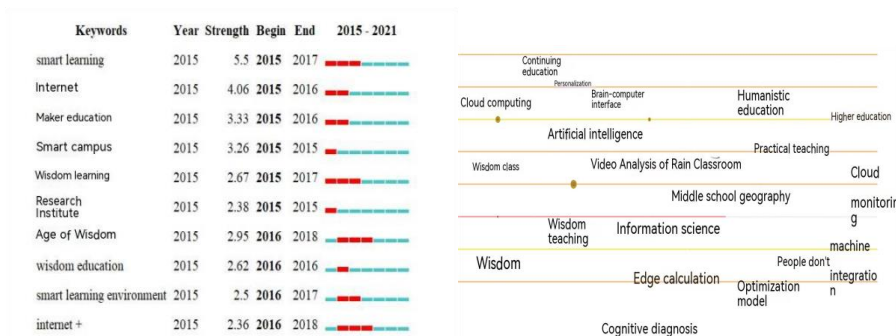 Keywords Year Strength Begin End 2015 - 2021
smart learning 2015 5.5 2015 2017
Internet 2015 4.06 2015 2016
Maker education 2015 3.33 2015 2016
Smart campus 2015 3.26 2015 2015
Wisdom learning 2015 2.67 2015 2017
Research
Institute 2015 2.38 2015 2015
Age of Wisdom 2015 2.95 2016 2018
wisdom education 2015 2.62 2016 2016
smart learning environment 2015 2.5 2016 2017
internet + 2015 2.36 2016 2018
Continuing
education
Personalization
Cloud computing
Brain-computer
interface
Humanistic
education
Higher education
Artificial intelligence
Practical teaching
Wisdom class
Video Analysis of Rain Classroom
Cloud
monitorin
g
Middle school geography
Wisdom
teaching
Information science
machine
Wisdom
People don't
integratio
n
Edge calculation
Optimization
model
Cognitive diagnosis